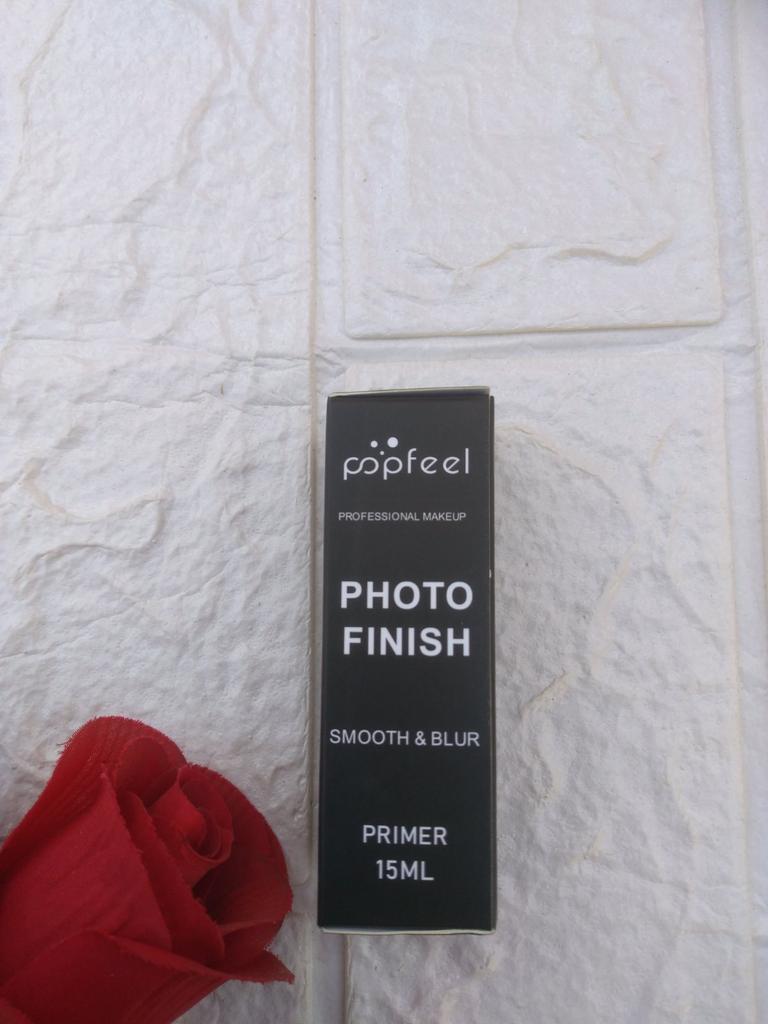 popfeel
PROFESSIONAL MAKEUP
PHOTO
FINISH
SMOOTH & BLUR
PRIMER
15ML